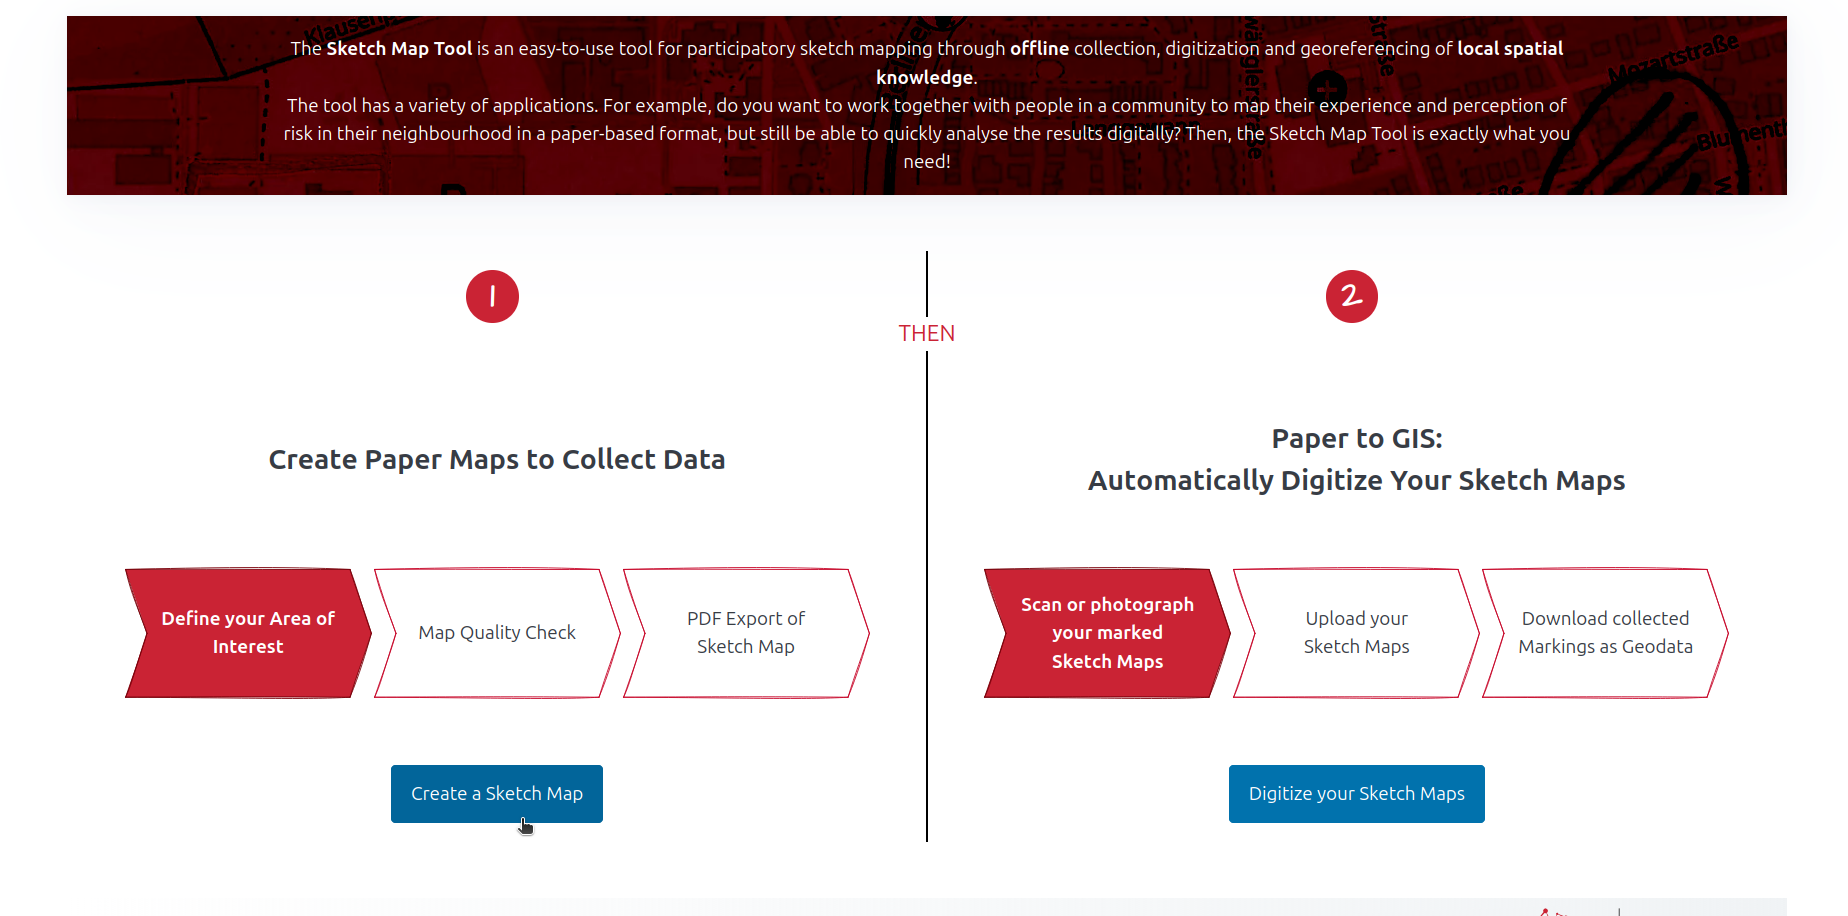 Klausen
The Sketch Map Tool is an easy-to-use tool for participatory sketch mapping through offline collection, digitization and georeferencing of local spatial
knowledge.
The tool has a variety of applications. For example, do you want to work together with people in a community to map their experience and perception of
risk in their neighbourhood in a paper-based format, but still be able to quickly analyse the results digitally? Then, the Sketch Map Tool is exactly what you
need!
Mozartstraße
1
2
THEN
Create Paper Maps to Collect Data
Paper to GIS:
Automatically Digitize Your Sketch Maps
Define your Area of
Interest
Map Quality Check
PDF Export of
Sketch Map
Scan or photograph
your marked
Sketch Maps
Upload your
Sketch Maps
Download collected
Markings as Geodata
Create a Sketch Map
Digitize your Sketch Maps